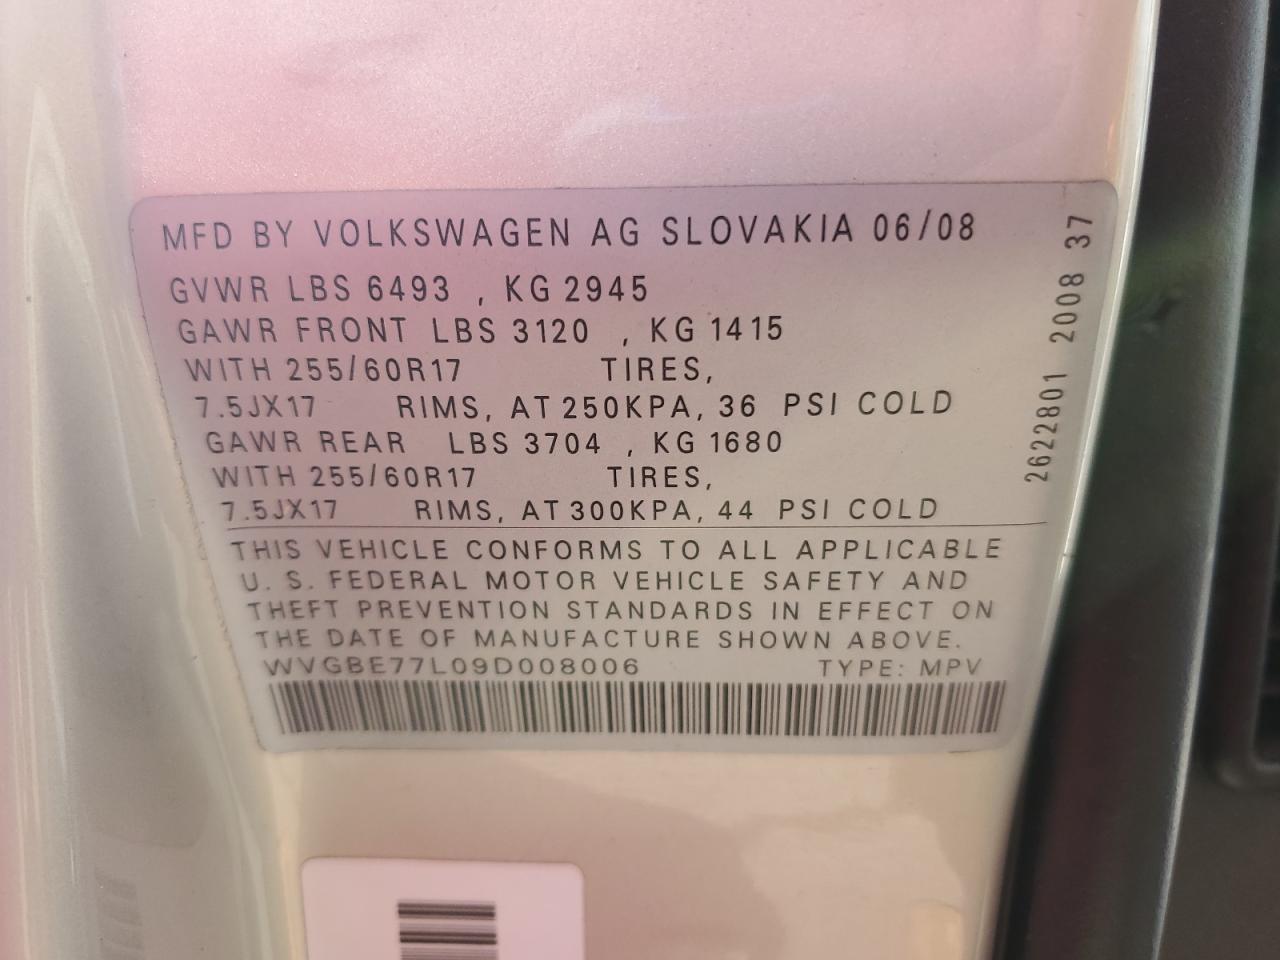 MFD BY VOLKSWAGEN AG SLOVAKIA 06/08
GVWR LBS 6493 , KG 2945
GAWR FRONT LBS 3120 , KG 1415
WITH 255/60R17 TIRES,
7.5JX17 RIMS, AT 250KPA, 36 PSI COLD
GAWR REAR LBS 3704 , KG 1680
WITH 255/60R17 TIRES,
7.5JX17 RIMS, AT 300KPA, 44 PSI COLD
THIS VEHICLE CONFORMS TO ALL APPLICABLE
U. S. FEDERAL MOTOR VEHICLE SAFETY AND
THEFT PREVENTION STANDARDS IN EFFECT ON
THE DATE OF MANUFACTURE SHOWN ABOVE.
WVGBE77L09D008006 TYPE: MPV
2622801 2008 37